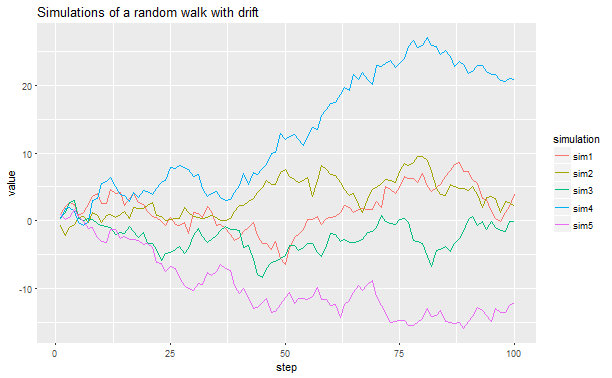 Simulations of a random walk with drift
value
20
10
0
-10
0 25 50 75 100
step
simulation
sim1
sim2
sim3
sim4
sim5